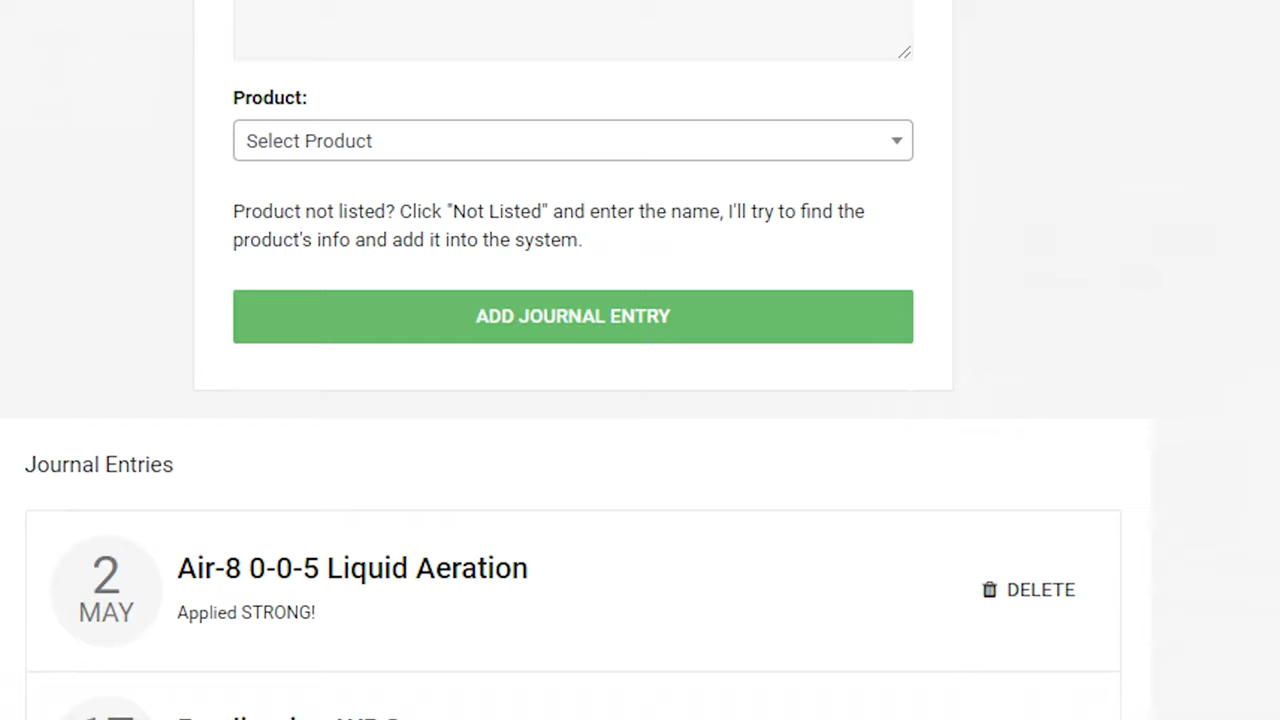 Product:
Select Product
Product not listed? Click "Not Listed" and enter the name, I'll try to find the
product's info and add it into the system.
ADD JOURNAL ENTRY
Journal Entries
2
MAY
Air-8 0-0-5 Liquid Aeration
Applied STRONG!
DELETE